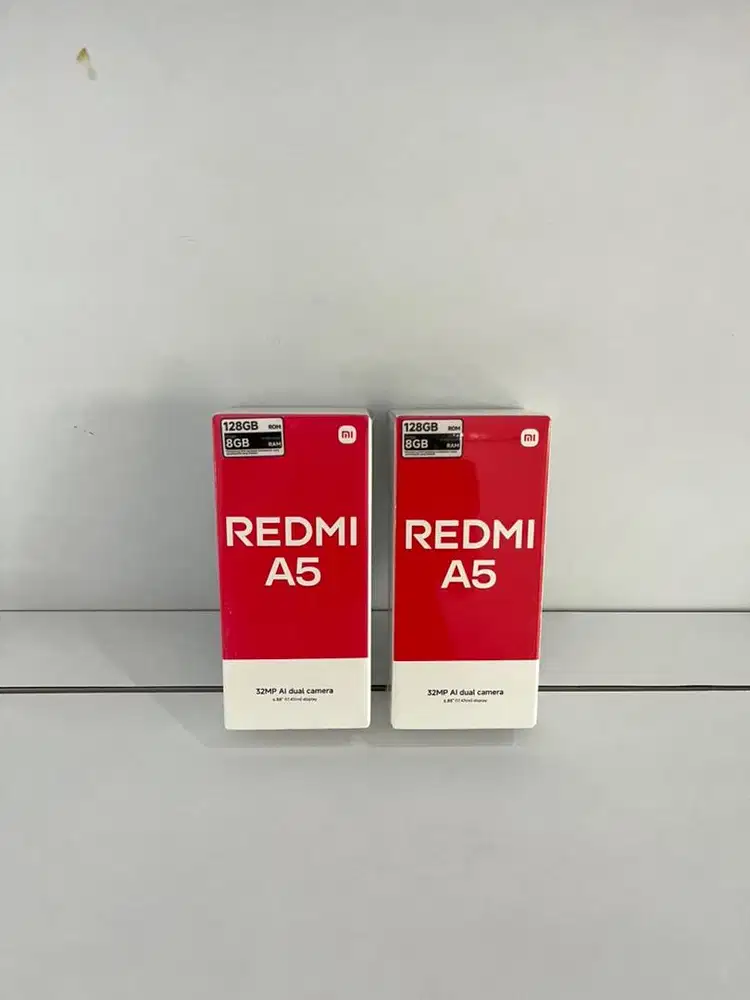 128GB ROM
8GB RAM
mi
REDMI
A5
32MP AI dual camera
128GB ROM
8GB RAM
mi
REDMI
A5
32MP AI dual camera